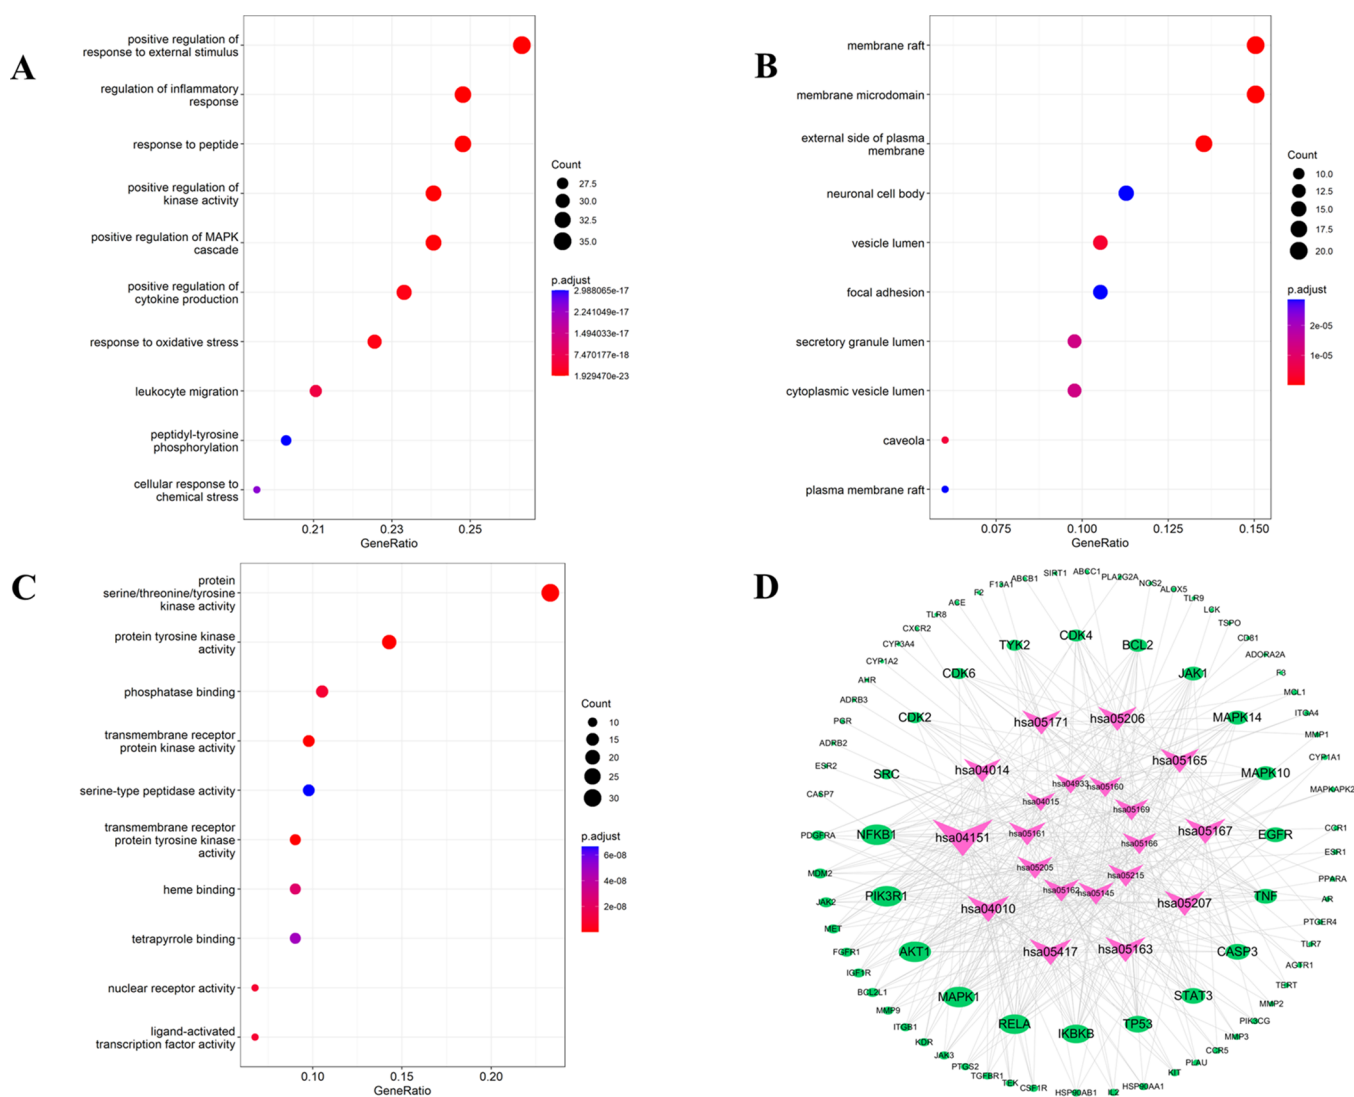 A
positive regulation of
response to external stimulus
regulation of inflammatory
response
response to peptide
positive regulation of
kinase activity
positive regulation of MAPK
cascade
positive regulation of
cytokine production
response to oxidative stress
leukocyte migration
peptidyl-tyrosine
phosphorylation
cellular response to
chemical stress
0.21
0.23
0.25
GeneRatio
Count
27.5
30.0
32.5
35.0
p.adjust
2.988065e-17
2.241049e-17
1.494033e-17
7.470177e-18
1.929470e-23
B
membrane raft
membrane microdomain
external side of plasma
membrane
neuronal cell body
vesicle lumen
focal adhesion
secretory granule lumen
cytoplasmic vesicle lumen
caveola
plasma membrane raft
0.075
0.100
0.125
0.150
GeneRatio
Count
10.0
12.5
15.0
17.5
20.0
p.adjust
2e-05
1e-05
C
protein
serine/threonine/tyrosine
kinase activity
protein tyrosine kinase
activity
phosphatase binding
transmembrane receptor
protein kinase activity
serine-type peptidase activity
transmembrane receptor
protein tyrosine kinase
activity
heme binding
tetrapyrrole binding
nuclear receptor activity
ligand-activated
transcription factor activity
0.10
0.15
0.20
GeneRatio
Count
10
15
20
25
30
p.adjust
6e-08
4e-08
2e-08
D
SIRT1
ABCC1
PLA2G2A
NOS2
ALOX5
TLR9
LCK
TSPO
CD81
ADORA2A
F3
MCL1
ITGA4
MMP1
CYP1A1
MAPKAPK2
CCR1
ESR1
PPARA
AR
PTGER4
TLR7
AGTR1
TERT
MMP2
PIK3CG
MMP3
CCR5
PLAU
KIT
HSP90AA1
IL2
HSP90AB1
CSF1R
TEK
TGFBR1
PTGS2
JAK3
KDR
ITGB1
MMP9
BCL2L1
IGF1R
FGFR1
MET
JAK2
MDM2
PDGFRA
CASP7
ESR2
ADRB2
PGR
ADRB3
AHR
CYP1A2
CYP3A4
CXCR2
TLR8
ACE
F2
F13A1
ABCB1
CDK4
BCL2
JAK1
MAPK14
MAPK10
EGFR
TNF
CASP3
STAT3
TP53
IKBKB
RELA
MAPK1
AKT1
PIK3R1
NFKB1
SRC
CDK2
CDK6
TYK2
hsa05171
hsa05206
hsa05165
hsa05167
hsa05207
hsa05163
hsa05417
hsa04010
hsa04151
hsa04014
hsa04933
hsa05160
hsa05169
hsa05166
hsa05215
hsa05145
hsa05162
hsa05205
hsa05161
hsa04015